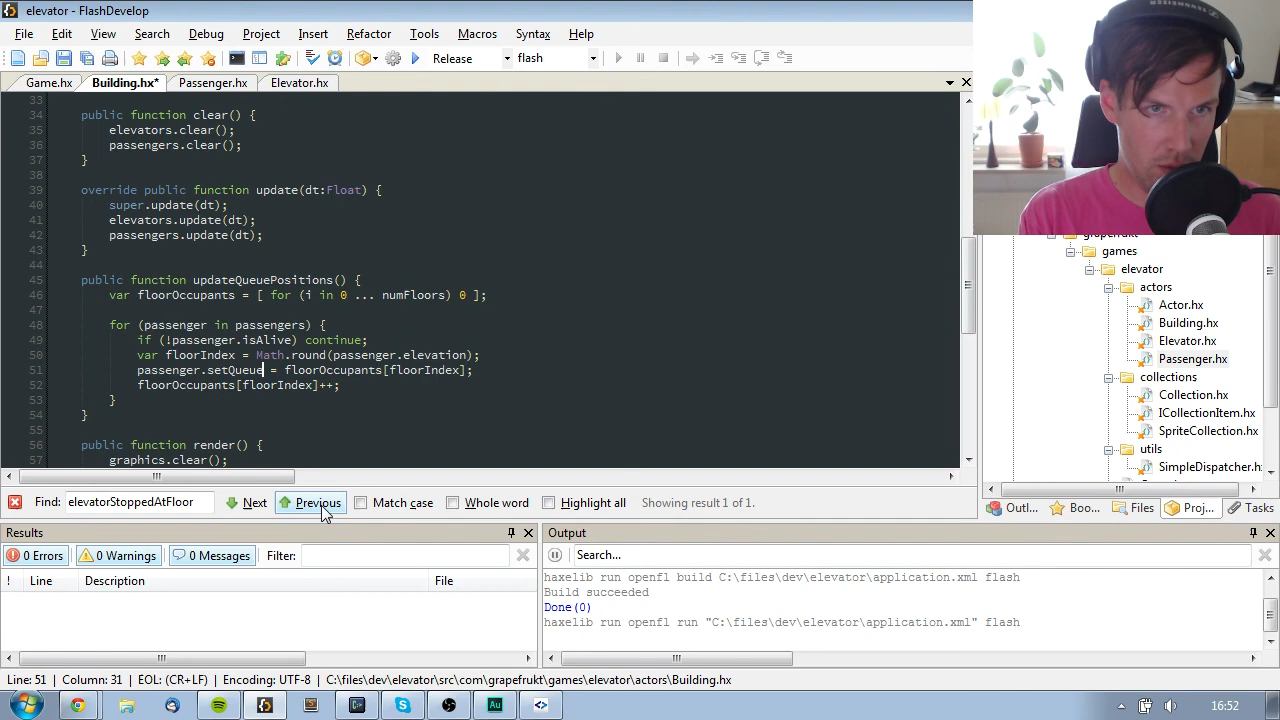 elevator - FlashDevelop
File Edit View Search Debug Project Insert Refactor Tools Macros Syntax Help
Release flash
Game.hx Building.hx* Passenger.hx Elevator.hx
33
34 public function clear() {
35 elevators.clear();
36 passengers.clear();
37 }
38
39 override public function update(dt:Float) {
40 super.update(dt);
41 elevators.update(dt);
42 passengers.update(dt);
43 }
44
45 public function updateQueuePositions() {
46 var floorOccupants = [ for (i in 0 ... numFloors) 0 ];
47
48 for (passenger in passengers) {
49 if (!passenger.isAlive) continue;
50 var floorIndex = Math.round(passenger.elevation);
51 passenger.setQueue = floorOccupants[floorIndex];
52 floorOccupants[floorIndex]++;
53 }
54 }
55
56 public function render() {
57 graphics.clear();
grapefrukt
games
elevator
actors
Actor.hx
Building.hx
Elevator.hx
Passenger.hx
collections
Collection.hx
ICollectionItem.hx
SpriteCollection.hx
utils
SimpleDispatcher.hx
Outl... Boo... Files Proj... Tasks
Find: elevatorStoppedAtFloor Next Previous Match case Whole word Highlight all Showing result 1 of 1.
Results
0 Errors 0 Warnings 0 Messages Filter:
! Line Description File
Output
Search...
haxelib run openfl build C:\files\dev\elevator\application.xml flash
Build succeeded
Done(0)
haxelib run openfl run "C:\files\dev\elevator\application.xml" flash
Line: 51 Column: 31 EOL: (CR+LF) Encoding: UTF-8 C:\files\dev\elevator\src\com\grapefrukt\games\elevator\actors\Building.hx
Au
16:52